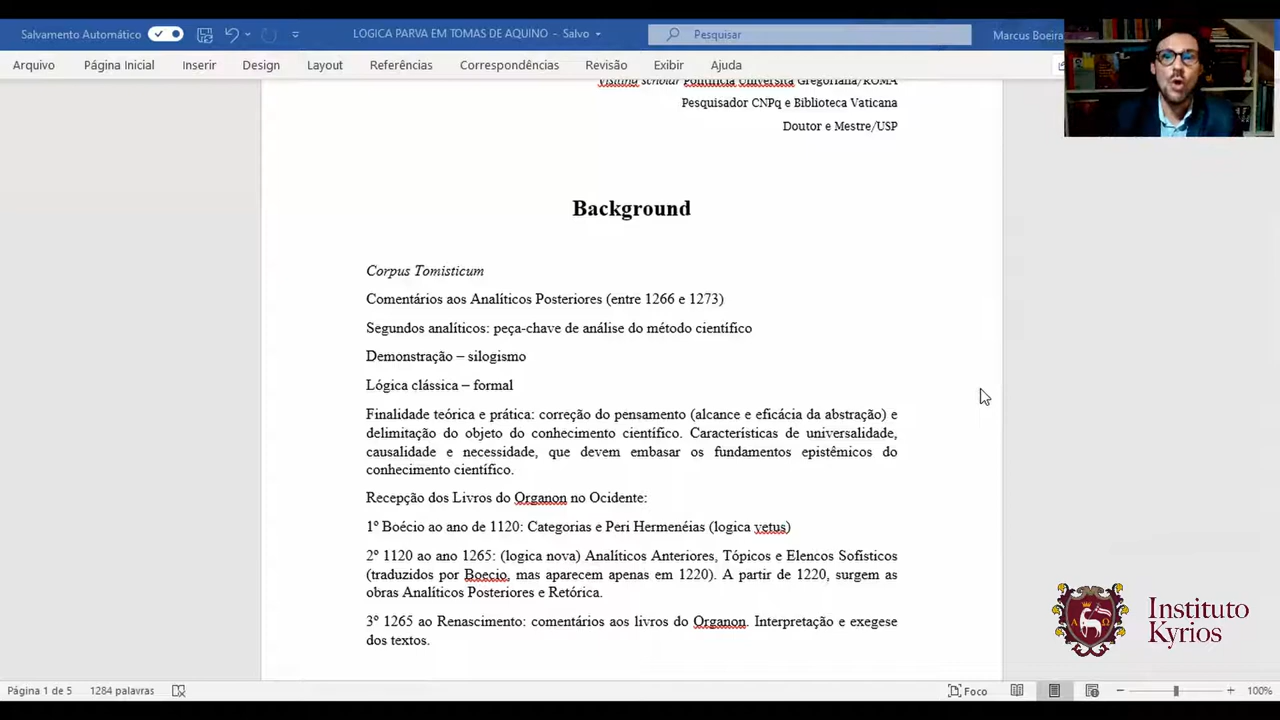 Salvamento Automático
LOGICA PARVA EM TOMAS DE AQUINO - Salvo
Pesquisar
Marcus Boeira
Arquivo Página Inicial Inserir Design Layout Referências Correspondências Revisão Exibir Ajuda
Visiting scholar Pontificia Università Gregoriana/ROMA
Pesquisador CNPq e Biblioteca Vaticana
Doutor e Mestre/USP
Background
Corpus Tomisticum
Comentários aos Analíticos Posteriores (entre 1266 e 1273)
Segundos analíticos: peça-chave de análise do método científico
Demonstração – silogismo
Lógica clássica – formal
Finalidade teórica e prática: correção do pensamento (alcance e eficácia da abstração) e
delimitação do objeto do conhecimento científico. Características de universalidade,
causalidade e necessidade, que devem embasar os fundamentos epistêmicos do
conhecimento científico.
Recepção dos Livros do Organon no Ocidente:
1º Boécio ao ano de 1120: Categorias e Peri Hermenéias (logica vetus)
2º 1120 ao ano 1265: (logica nova) Analíticos Anteriores, Tópicos e Elencos Sofísticos
(traduzidos por Boecio, mas aparecem apenas em 1220). A partir de 1220, surgem as
obras Analíticos Posteriores e Retórica.
3º 1265 ao Renascimento: comentários aos livros do Organon. Interpretação e exegese
dos textos.
Α Ω
Instituto
Kyrios
Página 1 de 5 1284 palavras
Foco
100%